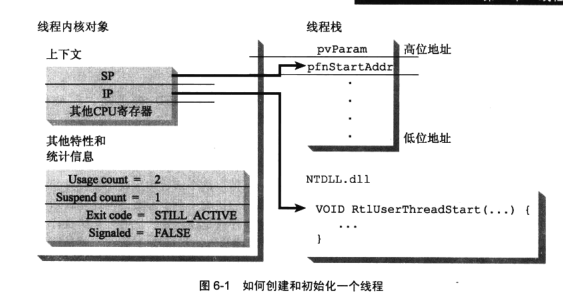 线程内核对象
线程栈
上下文
SP
IP
其他CPU寄存器
其他特性和
统计信息
Usage count = 2
Suspend count = 1
Exit code = STILL_ACTIVE
Signaled = FALSE
pvParam
高位地址
pfnStartAddr
.
.
.
.
低位地址
NTDLL.dll
VOID RtlUserThreadStart(...) {
...
}
图 6-1 如何创建和初始化一个线程